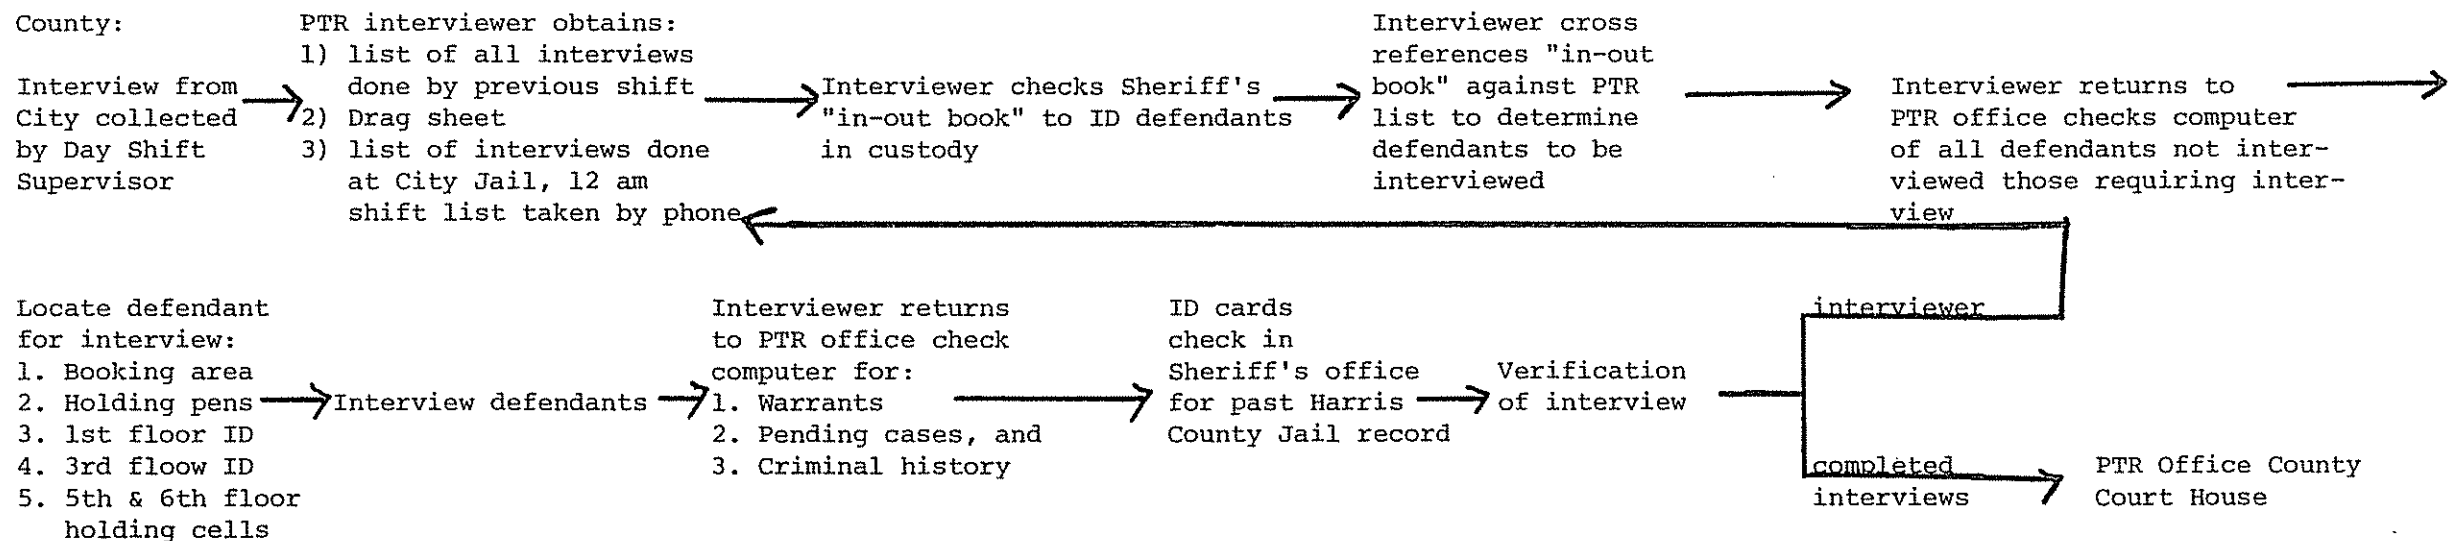 County:
Interview from
City collected
by Day Shift
Supervisor
PTR interviewer obtains:
1) list of all interviews
done by previous shift
2) Drag sheet
3) list of interviews done
at City Jail, 12 am
shift list taken by phone
Interviewer checks Sheriff's
"in-out book" to ID defendants
in custody
Interviewer cross
references "in-out
book" against PTR
list to determine
defendants to be
interviewed
Interviewer returns to
PTR office checks computer
of all defendants not inter-
viewed those requiring inter-
view
Locate defendant
for interview:
1. Booking area
2. Holding pens
3. 1st floor ID
4. 3rd floow ID
5. 5th & 6th floor
holding cells
Interview defendants
Interviewer returns
to PTR office check
computer for:
1. Warrants
2. Pending cases, and
3. Criminal history
ID cards
check in
Sheriff's office
for past Harris
County Jail record
Verification
of interview
interviewer
completed
interviews
PTR Office County
Court House